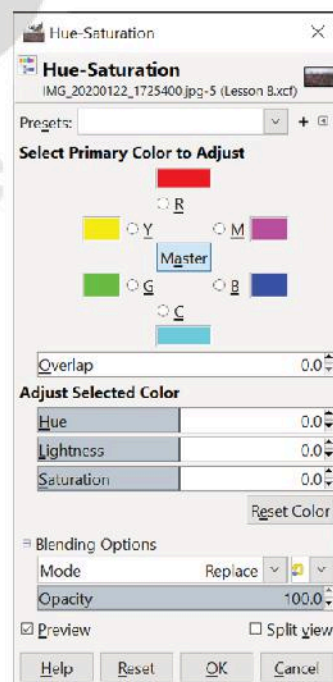 Hue-Saturation
Hue-Saturation
IMG_20200122_1725400.jpg-5 (Lesson B.xcf)
Presets:
Select Primary Color to Adjust
R
Y M
Master
G B
C
Overlap 0.0
Adjust Selected Color
Hue 0.0
Lightness 0.0
Saturation 0.0
Reset Color
Blending Options
Mode Replace
Opacity 100.0
Preview Split view
Help Reset OK Cancel